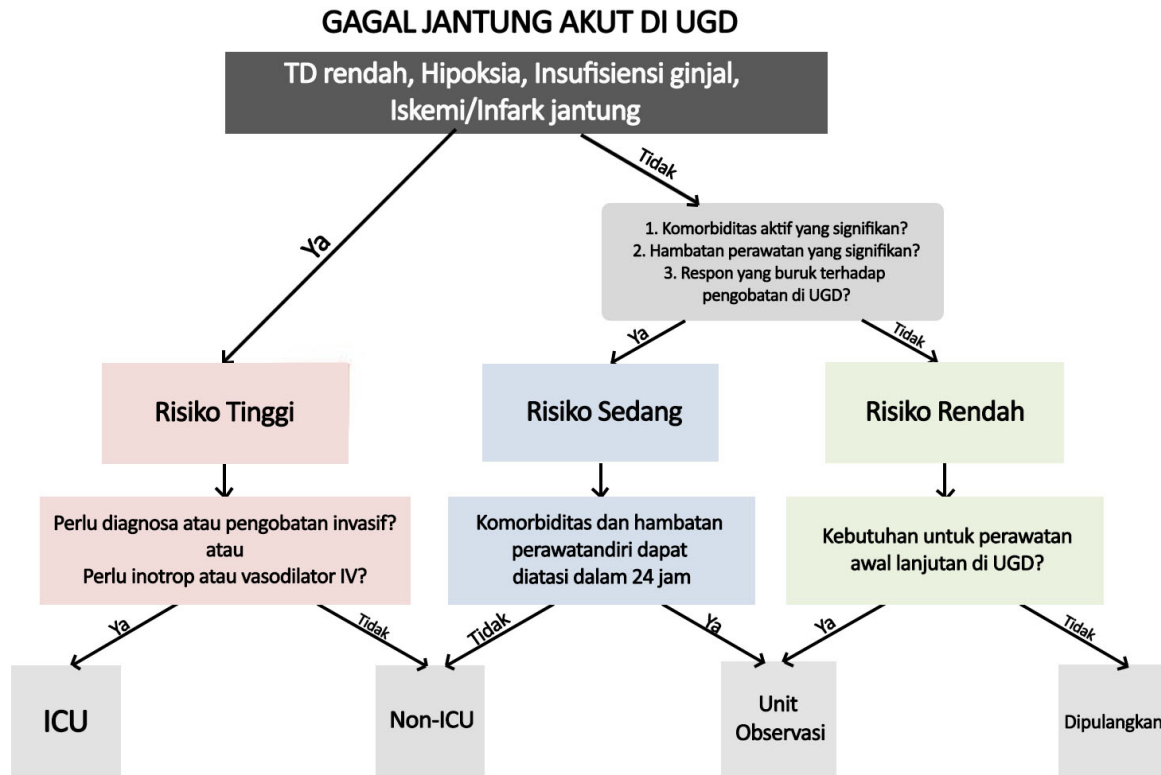 GAGAL JANTUNG AKUT DI UGD
TD rendah, Hipoksia, Insufisiensi ginjal,
Iskemi/Infark jantung
Tidak
Ya
1. Komorbiditas aktif yang signifikan?
2. Hambatan perawatan yang signifikan?
3. Respon yang buruk terhadap
pengobatan di UGD?
Ya
Tidak
Risiko Tinggi
Risiko Sedang
Risiko Rendah
Perlu diagnosa atau pengobatan invasif?
atau
Perlu inotrop atau vasodilator IV?
Komorbiditas dan hambatan
perawatandiri dapat
diatasi dalam 24 jam
Kebutuhan untuk perawatan
awal lanjutan di UGD?
Ya
Tidak
Tidak
Ya
Ya
Tidak
ICU
Non-ICU
Unit
Observasi
Dipulangkan